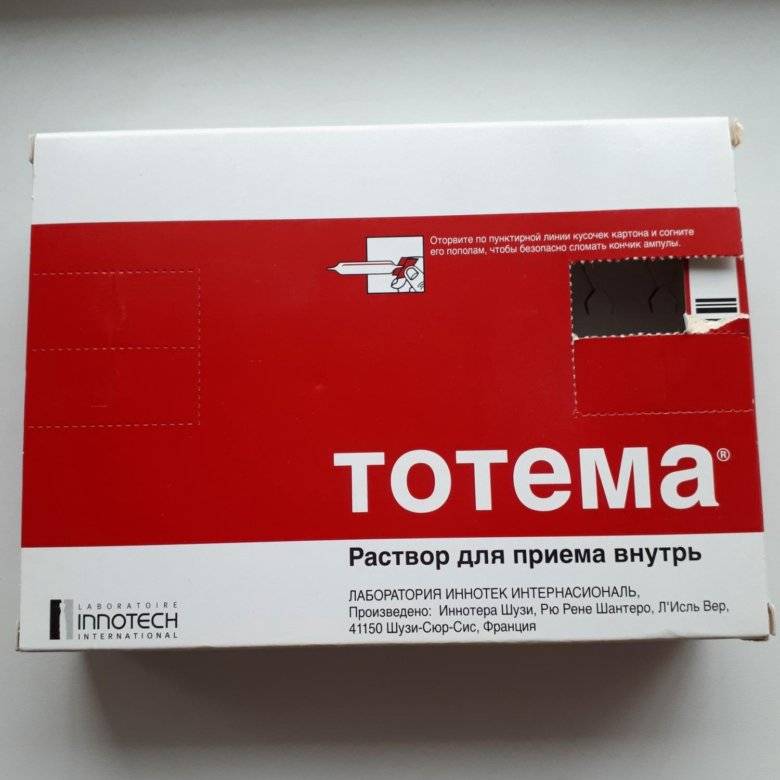 Оторвите по пунктирной линии кусочек картона и согните
его пополам, чтобы безопасно сломать кончик ампулы.
тотема®
Раствор для приема внутрь
LABORATOIRE
INNOTECH
INTERNATIONAL
ЛАБОРАТОРИЯ ИННОТЕК ИНТЕРНАСИОНАЛЬ,
Произведено: Иннотера Шузи, Рю Рене Шантеро, Л'Исль Вер,
41150 Шузи-Сюр-Сис, Франция